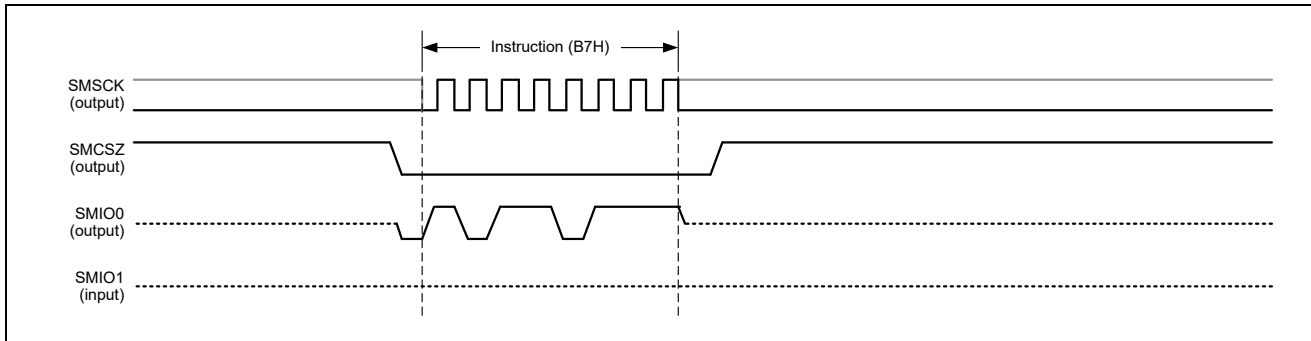 Instruction (B7H)
SMSCK
(output)
SMCSZ
(output)
SMIO0
(output)
SMIO1
(input)